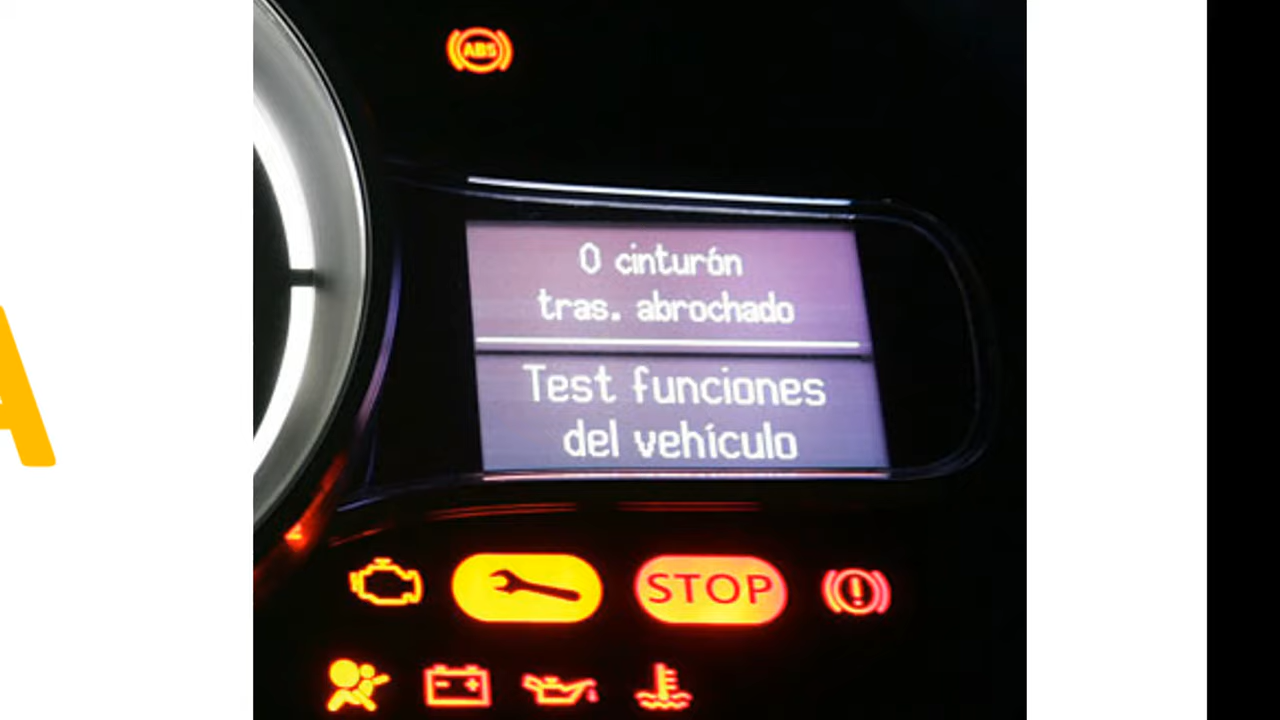 ABS
0 cinturón
tras. abrochado
Test funciones
del vehículo
STOP
A